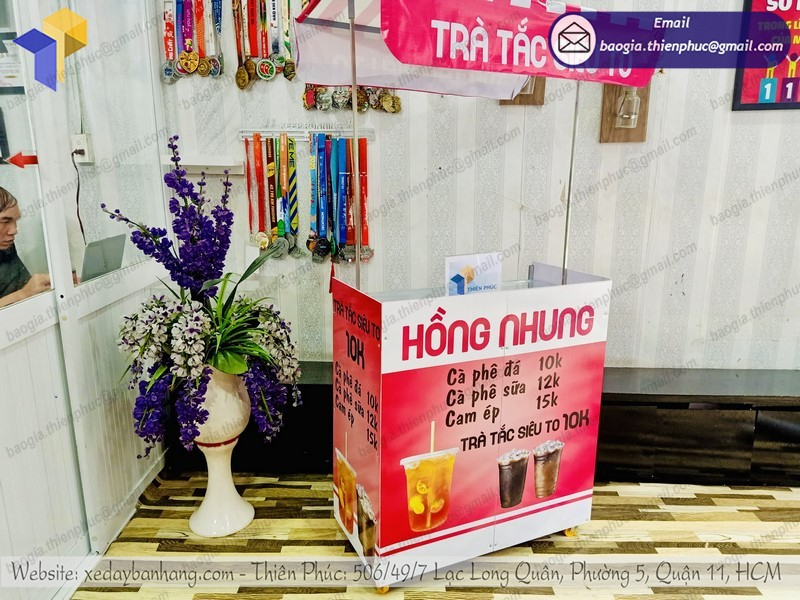 TRÀ TẮC SIÊU TO
Email
baogia.thienphuc@gmail.com
THIÊN PHÚC
TRÀ TẮC SIÊU TO
10K
Cà phê đá 10k
Cà phê sữa 12k
Cam ép 15k
HỒNG NHUNG
Cà phê đá 10k
Cà phê sữa 12k
Cam ép 15k
TRÀ TẮC SIÊU TO 10K
Website: xedaybanhang.com - Thiên Phúc: 506/49/7 Lạc Long Quân, Phường 5, Quận 11, HCM